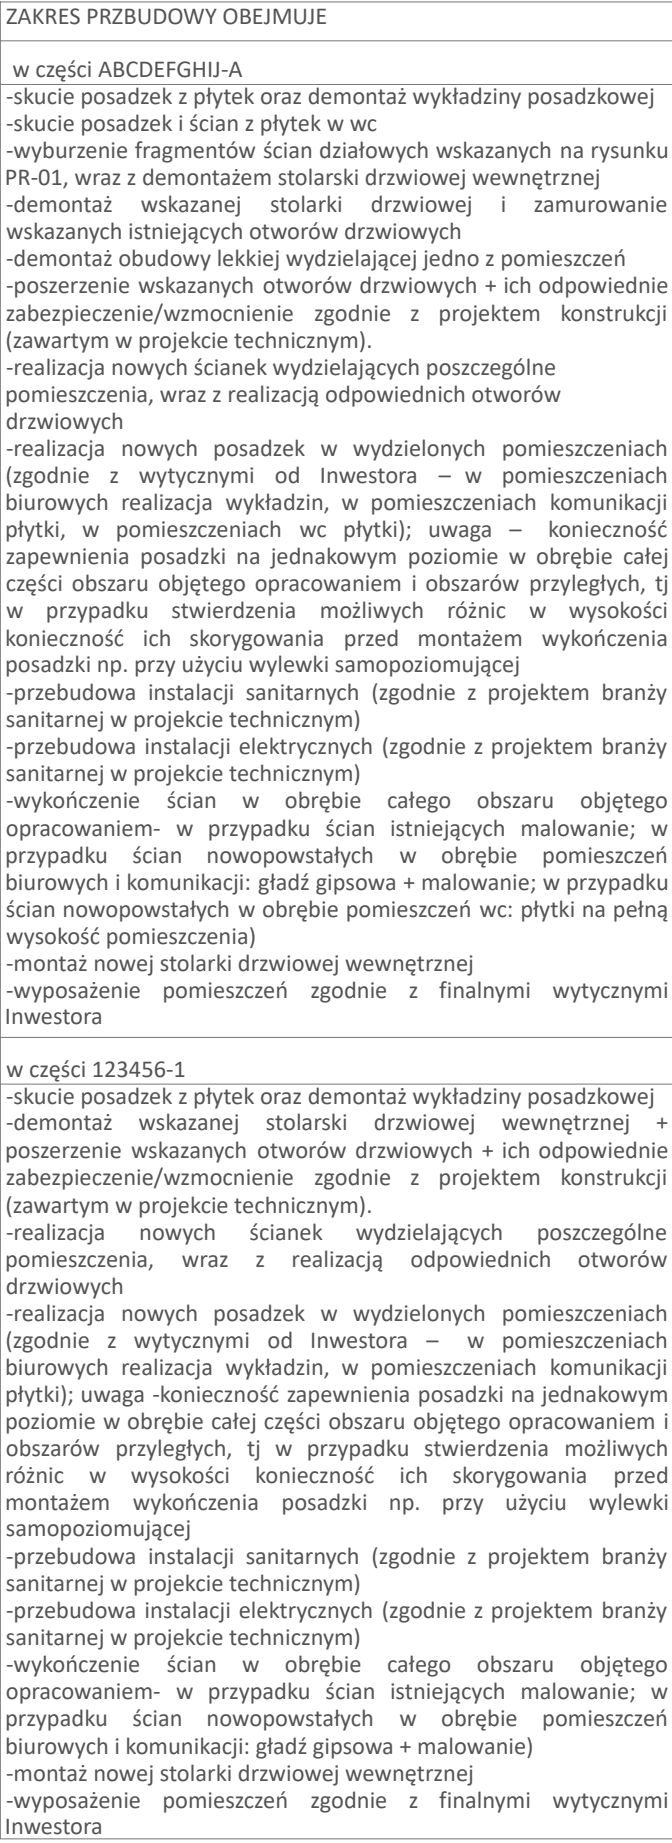 ZAKRES PRZBUDOWY OBEJMUJE
w części ABCDEFGHIJ-A
-skucie posadzek z płytek oraz demontaż wykładziny posadzkowej
-skucie posadzek i ścian z płytek w wc
-wyburzenie fragmentów ścian działowych wskazanych na rysunku
PR-01, wraz z demontażem stolarski drzwiowej wewnętrznej
-demontaż wskazanej stolarki drzwiowej i zamurowanie
wskazanych istniejących otworów drzwiowych
-demontaż obudowy lekkiej wydzielającej jedno z pomieszczeń
-poszerzenie wskazanych otworów drzwiowych + ich odpowiednie
zabezpieczenie/wzmocnienie zgodnie z projektem konstrukcji
(zawartym w projekcie technicznym).
-realizacja nowych ścianek wydzielających poszczególne
pomieszczenia, wraz z realizacją odpowiednich otworów
drzwiowych
-realizacja nowych posadzek w wydzielonych pomieszczeniach
(zgodnie z wytycznymi od Inwestora – w pomieszczeniach
biurowych realizacja wykładzin, w pomieszczeniach komunikacji
płytki, w pomieszczeniach wc płytki); uwaga – konieczność
zapewnienia posadzki na jednakowym poziomie w obrębie całej
części obszaru objętego opracowaniem i obszarów przyległych, tj
w przypadku stwierdzenia możliwych różnic w wysokości
konieczność ich skorygowania przed montażem wykończenia
posadzki np. przy użyciu wylewki samopoziomującej
-przebudowa instalacji sanitarnych (zgodnie z projektem branży
sanitarnej w projekcie technicznym)
-przebudowa instalacji elektrycznych (zgodnie z projektem branży
sanitarnej w projekcie technicznym)
-wykończenie ścian w obrębie całego obszaru objętego
opracowaniem- w przypadku ścian istniejących malowanie; w
przypadku ścian nowopowstałych w obrębie pomieszczeń
biurowych i komunikacji: gładź gipsowa + malowanie; w przypadku
ścian nowopowstałych w obrębie pomieszczeń wc: płytki na pełną
wysokość pomieszczenia)
-montaż nowej stolarki drzwiowej wewnętrznej
-wyposażenie pomieszczeń zgodnie z finalnymi wytycznymi
Inwestora
w części 123456-1
-skucie posadzek z płytek oraz demontaż wykładziny posadzkowej
-demontaż wskazanej stolarski drzwiowej wewnętrznej +
poszerzenie wskazanych otworów drzwiowych + ich odpowiednie
zabezpieczenie/wzmocnienie zgodnie z projektem konstrukcji
(zawartym w projekcie technicznym).
-realizacja nowych ścianek wydzielających poszczególne
pomieszczenia, wraz z realizacją odpowiednich otworów
drzwiowych
-realizacja nowych posadzek w wydzielonych pomieszczeniach
(zgodnie z wytycznymi od Inwestora – w pomieszczeniach
biurowych realizacja wykładzin, w pomieszczeniach komunikacji
płytki); uwaga -konieczność zapewnienia posadzki na jednakowym
poziomie w obrębie całej części obszaru objętego opracowaniem i
obszarów przyległych, tj w przypadku stwierdzenia możliwych
różnic w wysokości konieczność ich skorygowania przed
montażem wykończenia posadzki np. przy użyciu wylewki
samopoziomującej
-przebudowa instalacji sanitarnych (zgodnie z projektem branży
sanitarnej w projekcie technicznym)
-przebudowa instalacji elektrycznych (zgodnie z projektem branży
sanitarnej w projekcie technicznym)
-wykończenie ścian w obrębie całego obszaru objętego
opracowaniem- w przypadku ścian istniejących malowanie; w
przypadku ścian nowopowstałych w obrębie pomieszczeń
biurowych i komunikacji: gładź gipsowa + malowanie)
-montaż nowej stolarki drzwiowej wewnętrznej
-wyposażenie pomieszczeń zgodnie z finalnymi wytycznymi
Inwestora